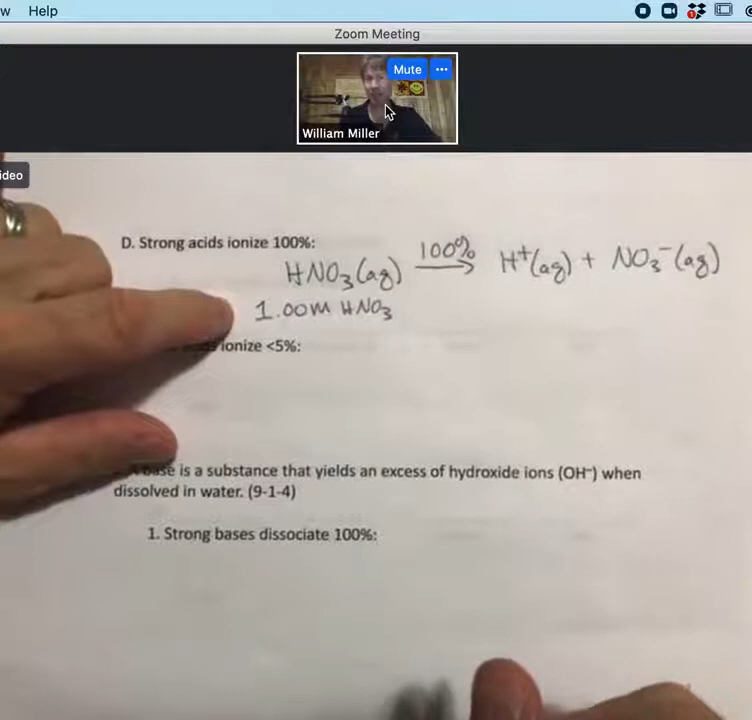 Help
Zoom Meeting
Mute
William Miller
ideo
D. Strong acids ionize 100%:
HNO₃(aq) 100% → H⁺(aq) + NO₃⁻(aq)
1.00M HNO₃
ionize <5%:
base is a substance that yields an excess of hydroxide ions (OH⁻) when
dissolved in water. (9-1-4)
1. Strong bases dissociate 100%: